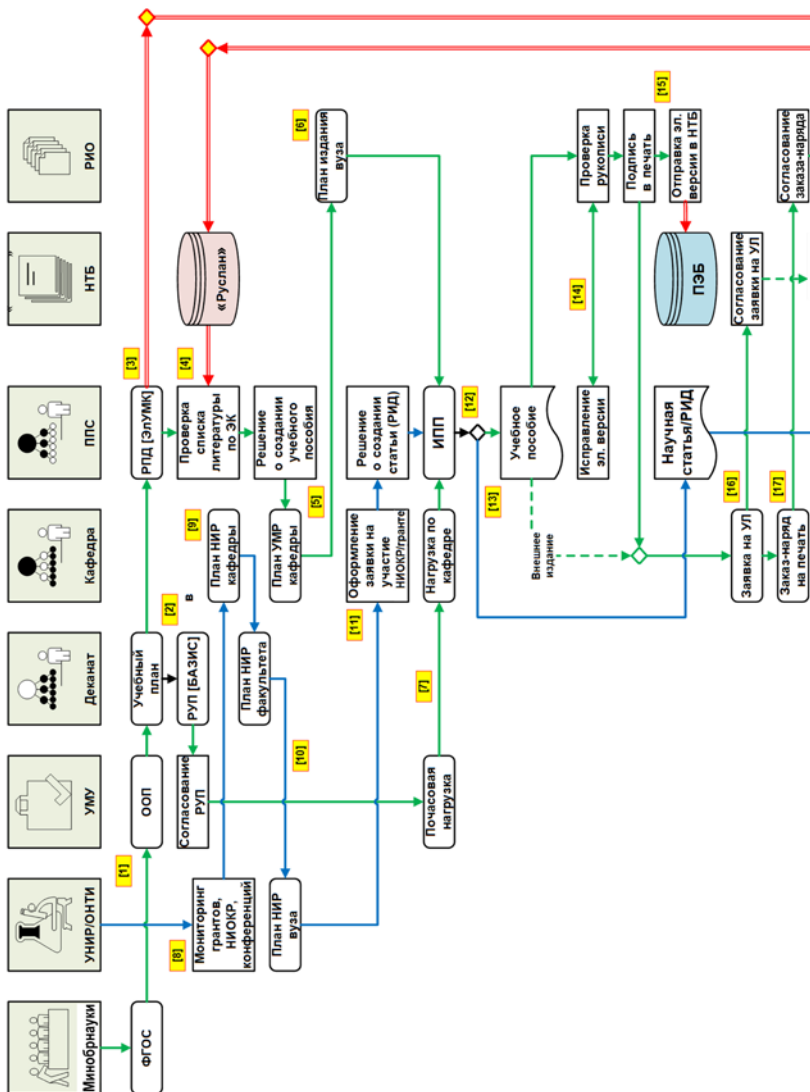 Минобрнауки
УНИР/ОНТИ
УМУ
Деканат
Кафедра
ППС
НТБ
РИО
[1]
[3]
ФГОС
ООП
Учебный
план
РПД [ЭлУМК]
[2]
в
[8]
[4]
Мониторинг
грантов,
НИОКР,
конференций
Согласование
РУП
РУП [БАЗИС]
[9]
План НИР
кафедры
Проверка
списка
литературы
по ЭК
«Руслан»
План НИР
факультета
Решение
о создании
учебного
пособия
План НИР
вуза
[10]
План УМР
кафедры
[5]
[6]
План издания
вуза
[11]
Оформление
заявки на
участие
НИОКР/гранте
Решение
о создании
статьи (РИД)
[7]
Почасовая
нагрузка
Нагрузка по
кафедре
ИПП
[12]
[13]
Учебное
пособие
Внешнее
издание
[14]
Исправление
эл. версии
Проверка
рукописи
Подпись
в печать
[15]
Отправка эл.
версии в НТБ
ПЭБ
Научная
статья/РИД
[16]
Заявка на УЛ
Согласование
заявки на УЛ
[17]
Заказ-наряд
на печать
Согласование
заказа-наряда